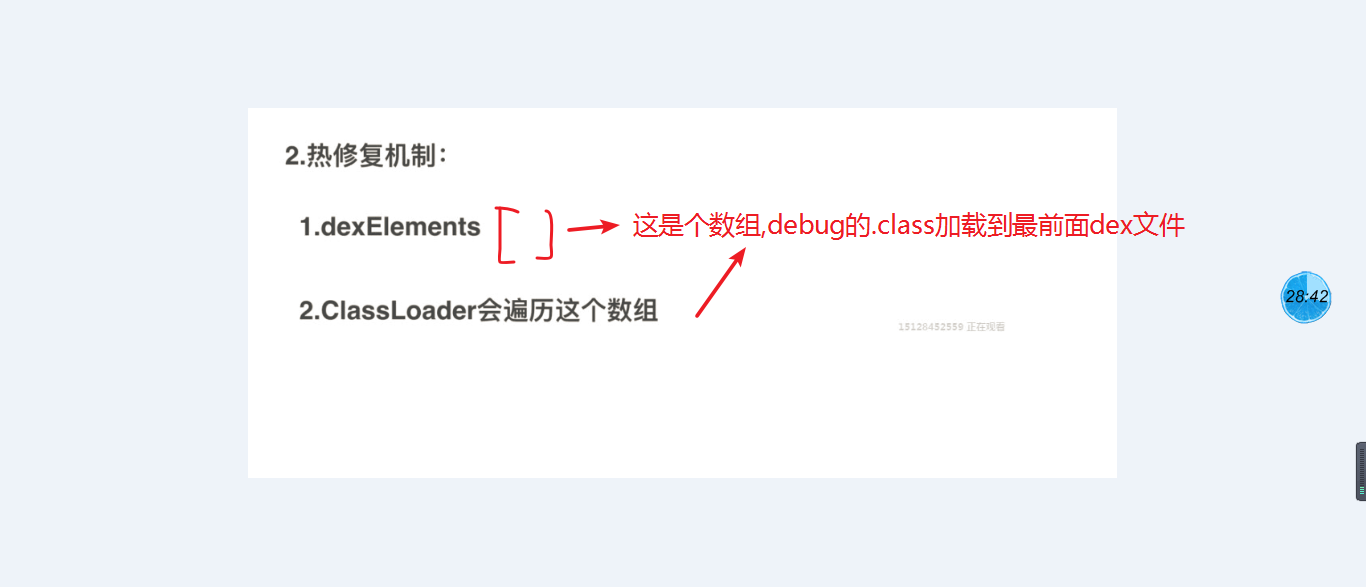 2.热修复机制：
1.dexElements
这是个数组,debug的.class加载到最前面dex文件
2.ClassLoader会遍历这个数组
15128452559 正在观看
28:42